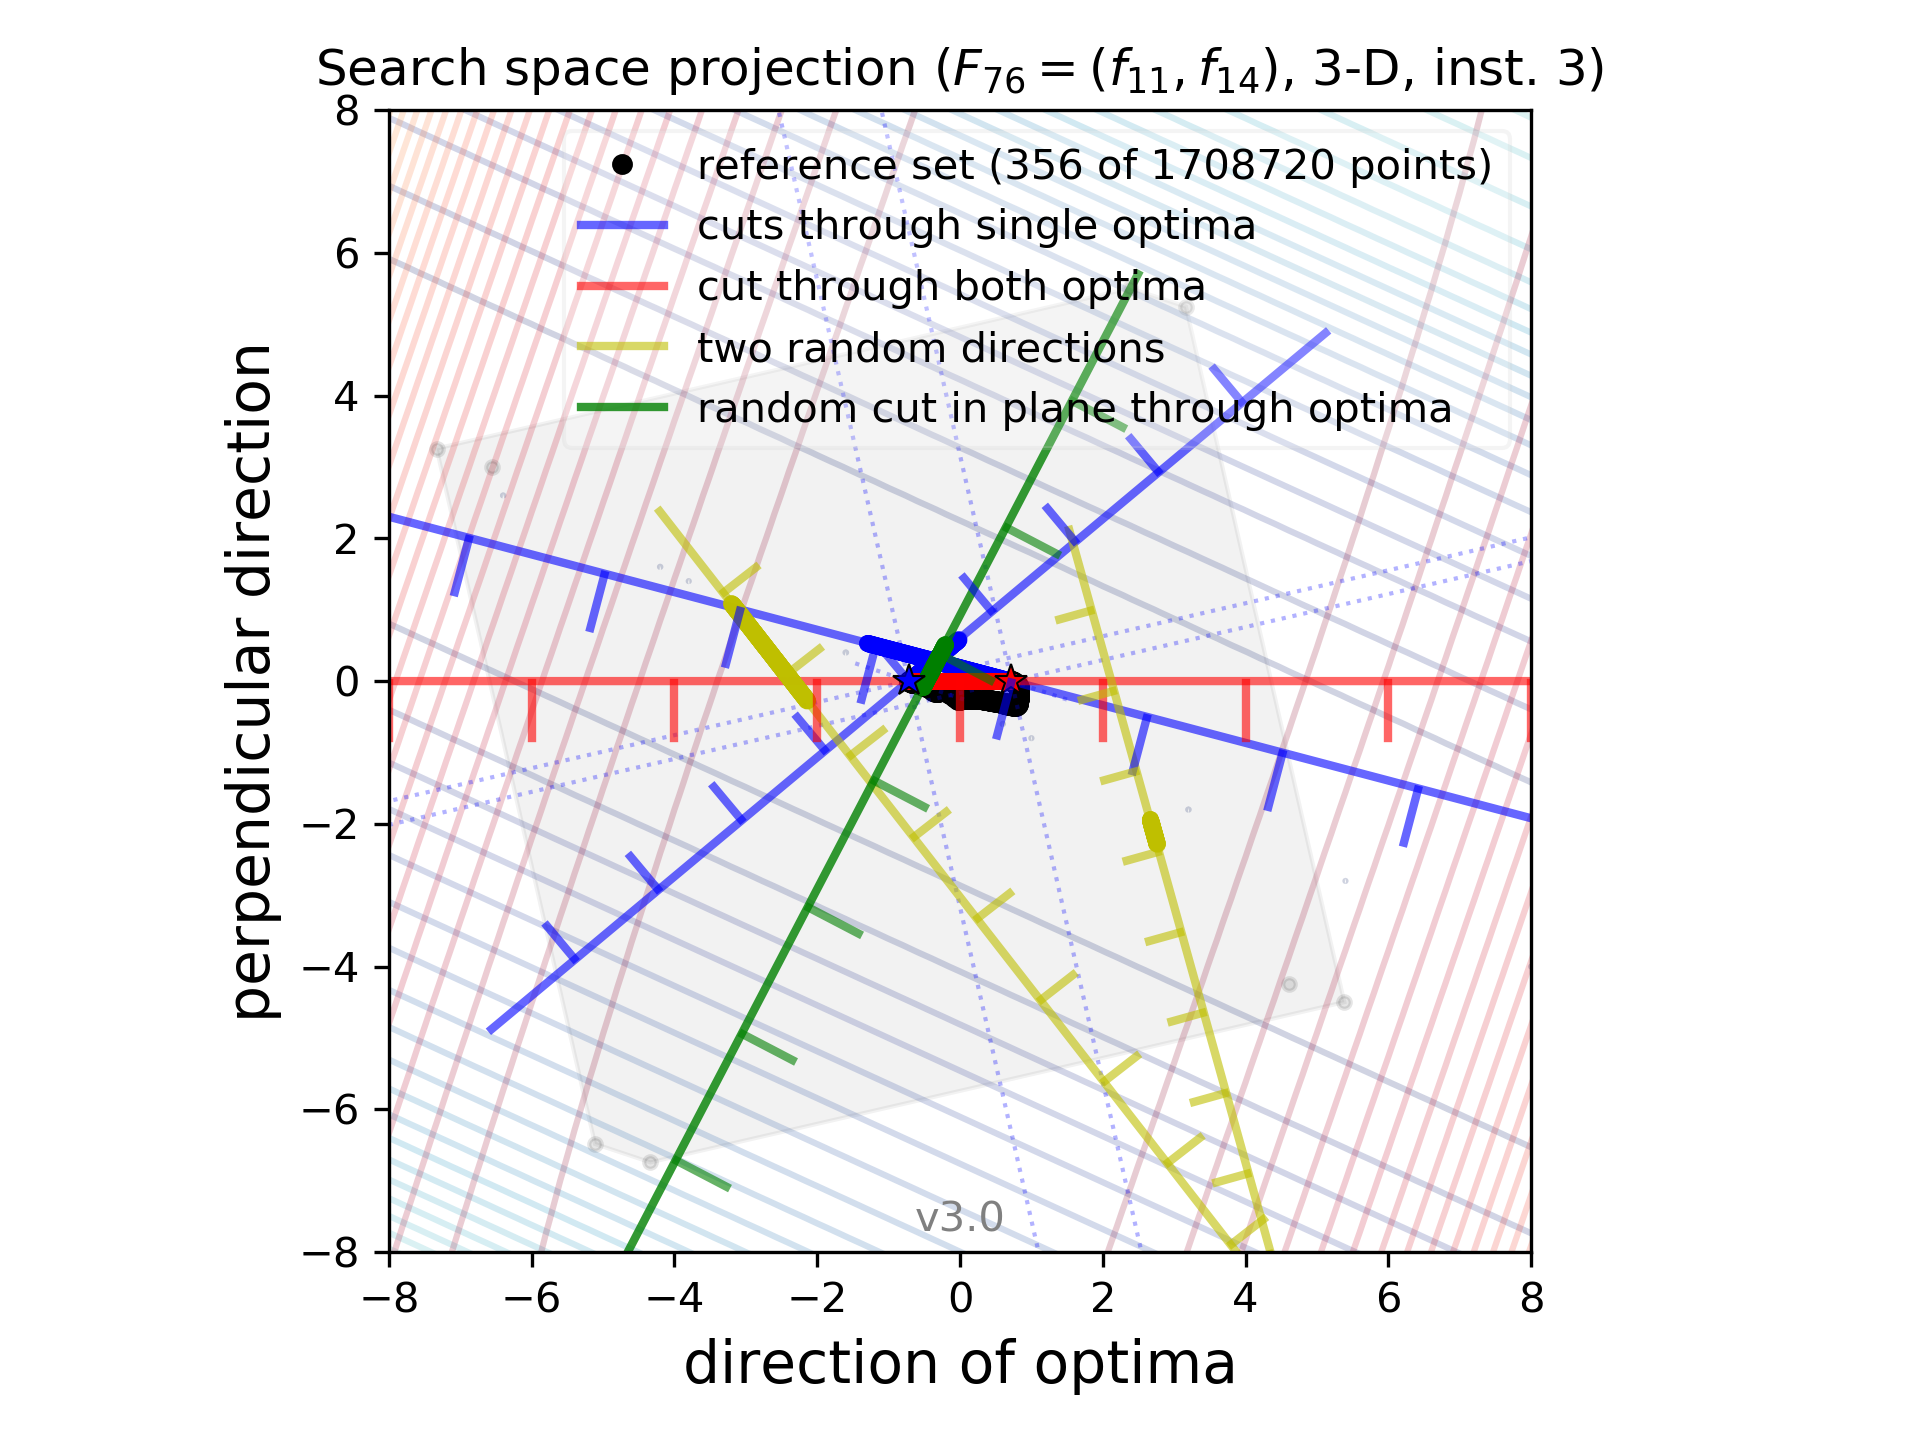 Search space projection (F76 = (f11, f14), 3-D, inst. 3)
reference set (356 of 1708720 points)
cuts through single optima
cut through both optima
two random directions
random cut in plane through optima
perpendicular direction
8
6
4
2
0
−2
−4
−6
−8
v3.0
−8 −6 −4 −2 0 2 4 6 8
direction of optima